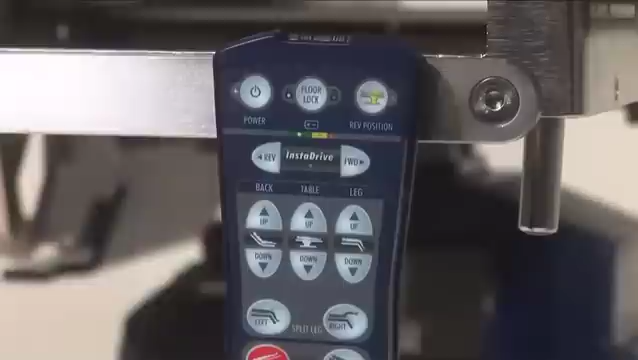 FLOOR
LOCK
POWER
REV POSITION
REV InstaDrive FWD
BACK TABLE LEG
UP UP UP
DOWN DOWN DOWN
LEFT RIGHT
SPLIT LEG